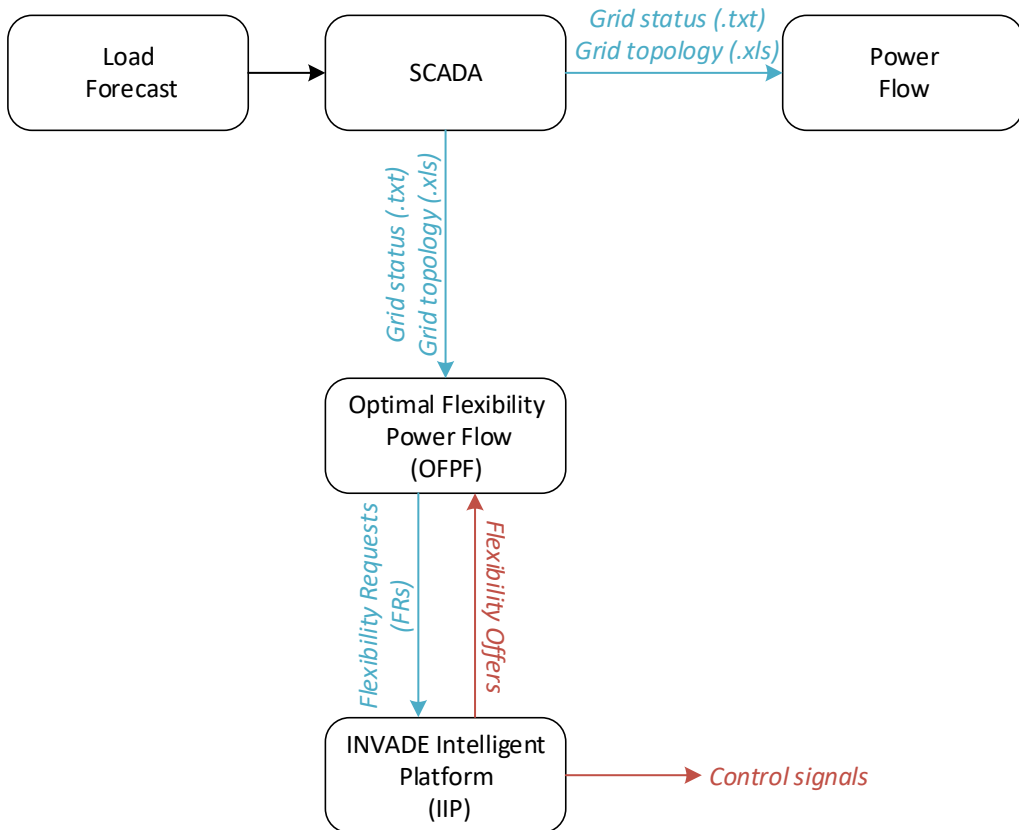 Load
Forecast
SCADA
Grid status (.txt)
Grid topology (.xls)
Power
Flow
Grid status (.txt)
Grid topology (.xls)
Optimal Flexibility
Power Flow
(OFPF)
Flexibility Requests
(FRs)
Flexibility Offers
INVADE Intelligent
Platform
(IIP)
Control signals